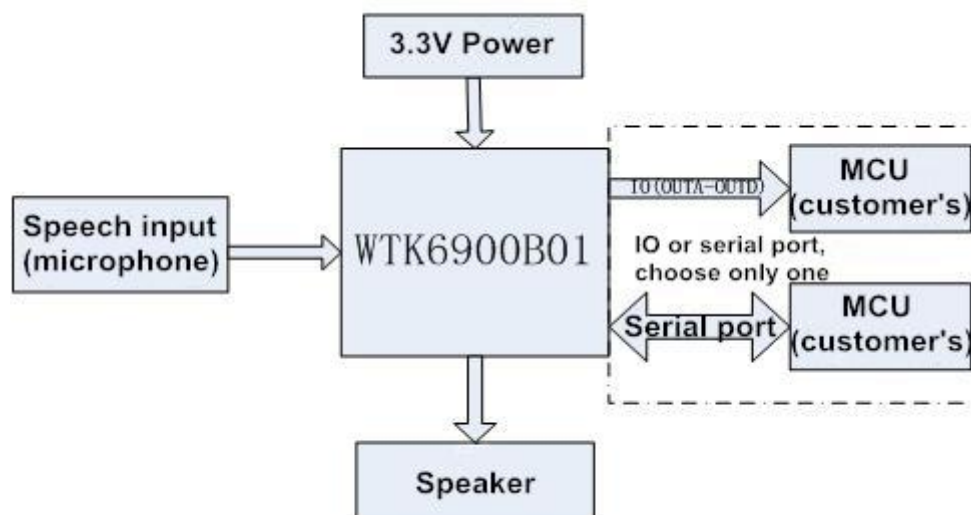 3.3V Power
Speech input
(microphone)
WTK6900B01
IO(OUTA-OUTD)
MCU
(customer's)
IO or serial port,
choose only one
Serial port
MCU
(customer's)
Speaker